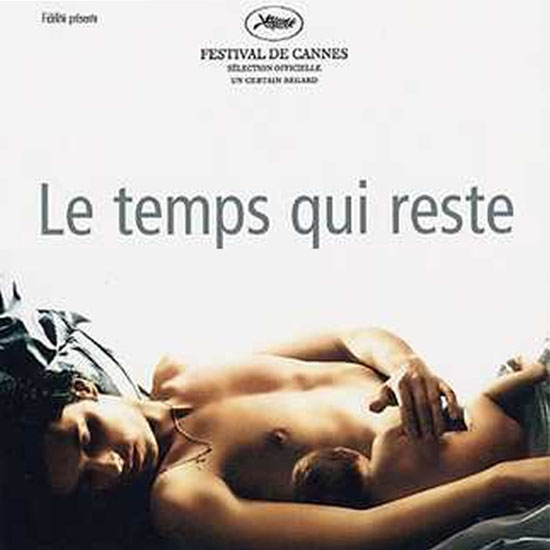 Fidélité présente
FESTIVAL DE CANNES
SÉLECTION OFFICIELLE
UN CERTAIN REGARD
Le temps qui reste